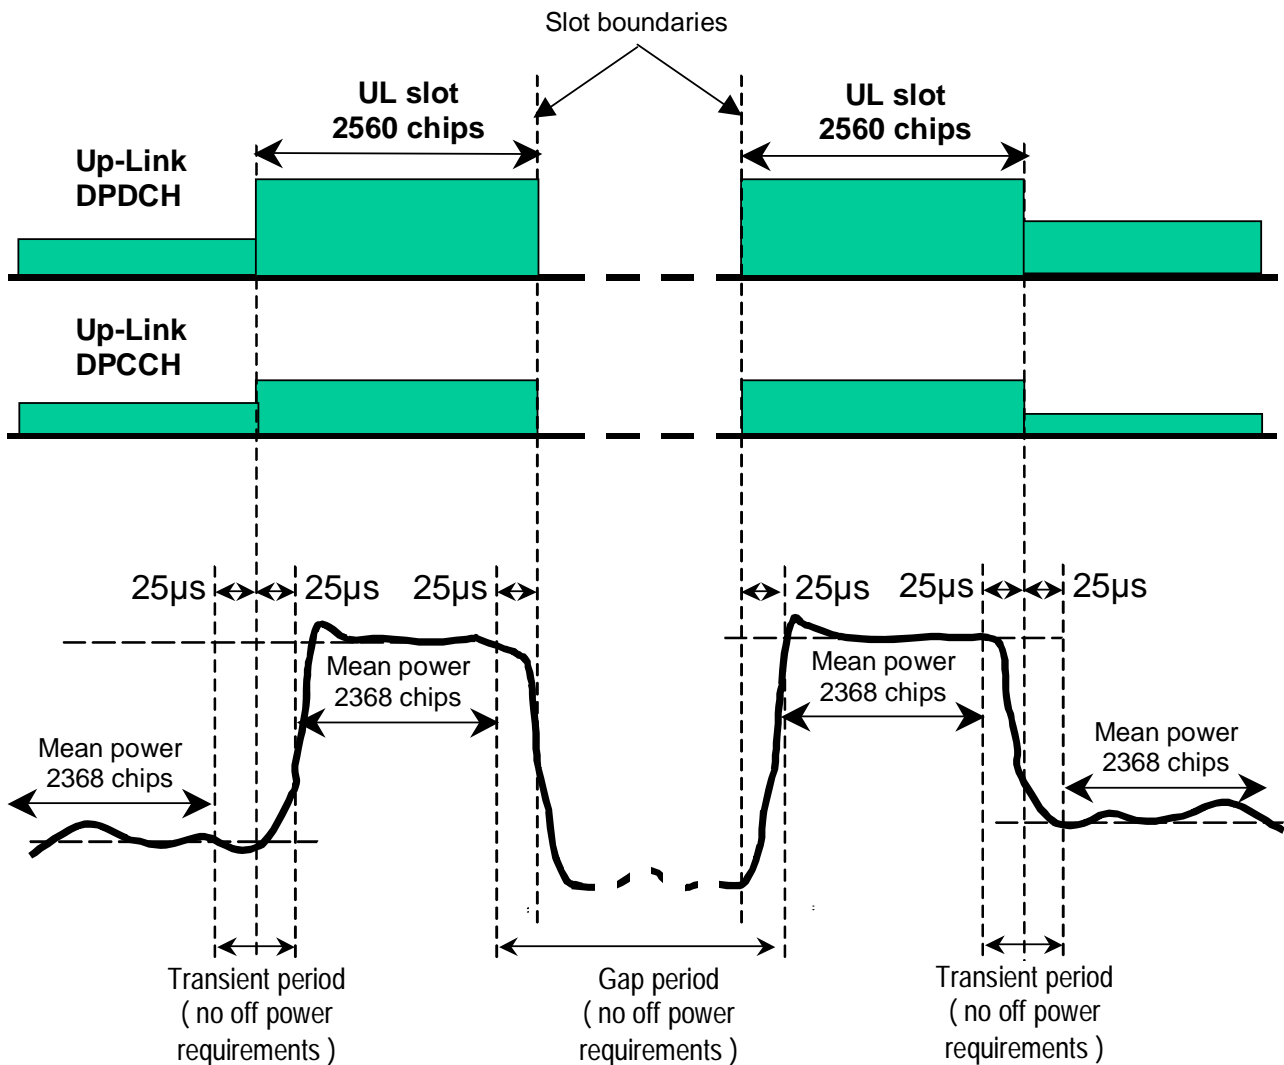 Slot boundaries
UL slot
2560 chips
UL slot
2560 chips
Up-Link
DPDCH
Up-Link
DPCCH
25µs
25µs
25µs
25µs
25µs
25µs
Mean power
2368 chips
Mean power
2368 chips
Mean power
2368 chips
Mean power
2368 chips
Transient period
( no off power
requirements )
Gap period
( no off power
requirements )
Transient period
( no off power
requirements )